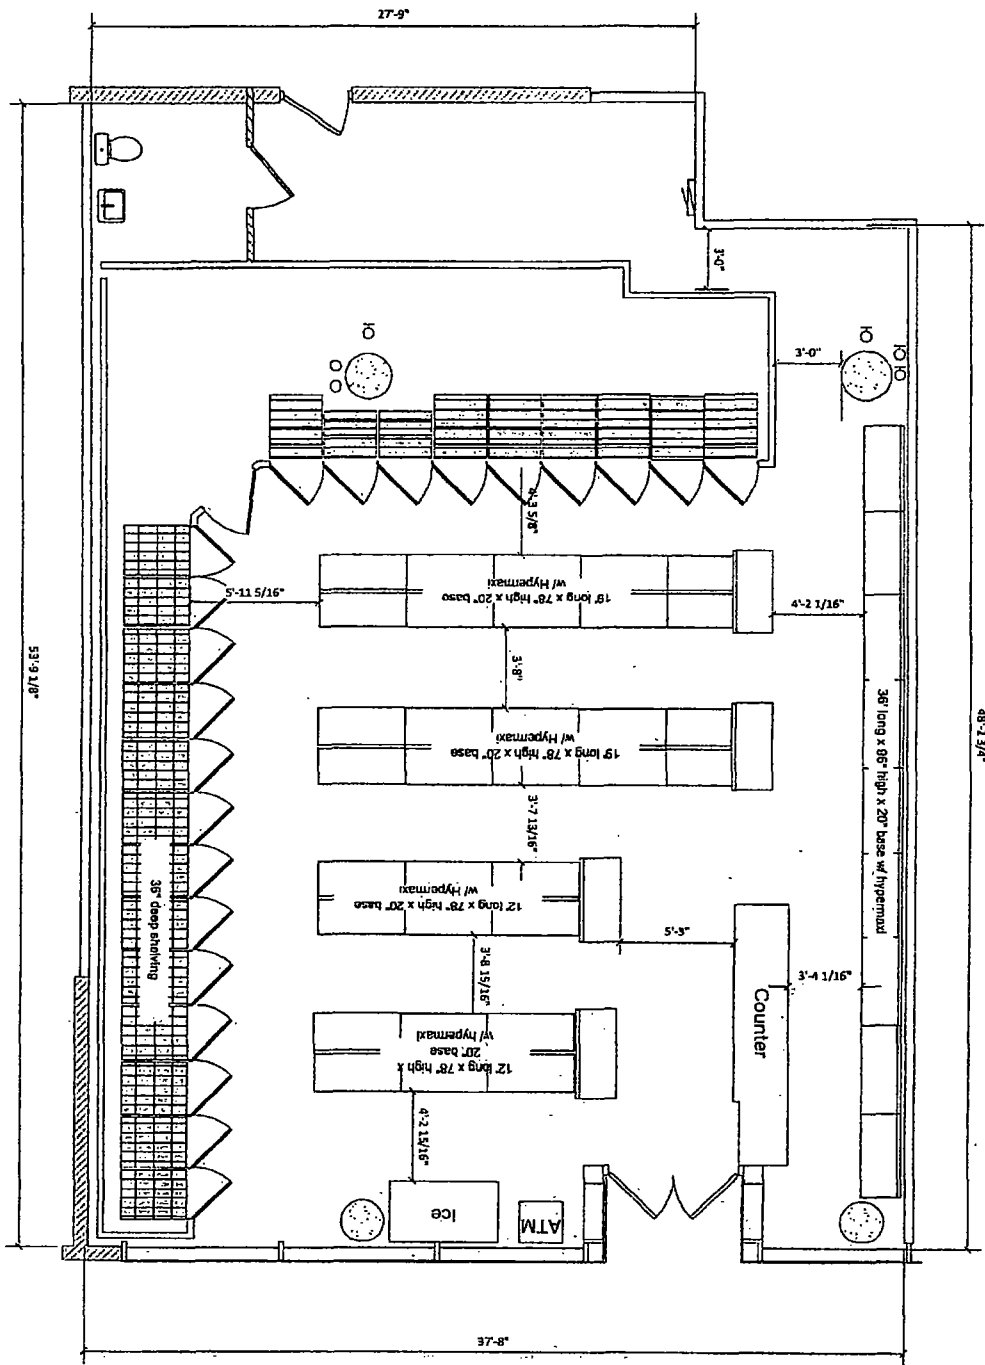 27'-9"
3'-0"
3'-0"
4'-3 5/8"
w/ Hypermaxi
19' long x 78" high x 20" base
5'-11 5/16"
4'-2 1/16"
3'-8"
53'-9 1/8"
48'-2 3/4"
36' long x 96" high x 20" base w/ hypermaxi
w/ Hypermaxi
19' long x 78" high x 20" base
3'-7 13/16"
w/ Hypermaxi
12' long x 78" high x 20" base
36" deep shelving
5'-3"
3'-8 15/16"
3'-4 1/16"
Counter
12' long x 78" high x
20" base
w/ hypermaxi
4'-2 15/16"
Ice
ATM
37'-8"